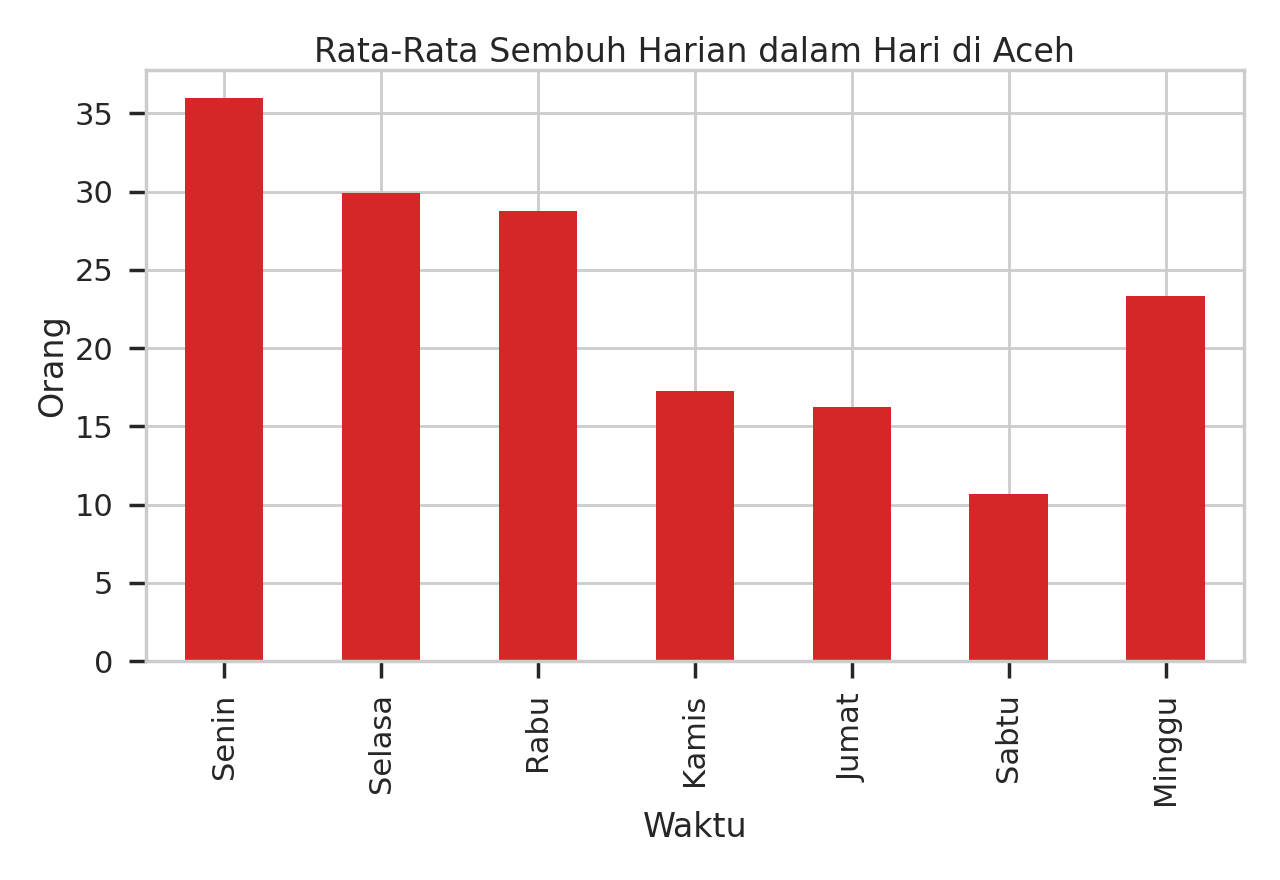 Rata-Rata Sembuh Harian dalam Hari di Aceh
Orang
35
30
25
20
15
10
5
0
Senin
Selasa
Rabu
Kamis
Jumat
Sabtu
Minggu
Waktu